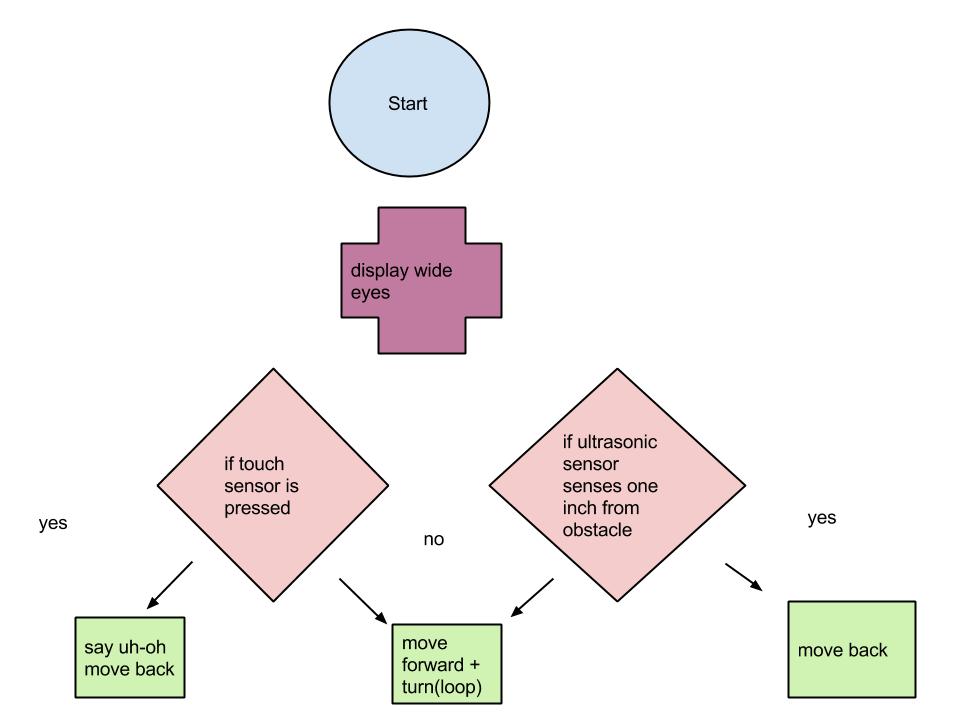 Start
display wide
eyes
if touch
sensor is
pressed
if ultrasonic
sensor
senses one
inch from
obstacle
yes
no
yes
say uh-oh
move back
move
forward +
turn(loop)
move back